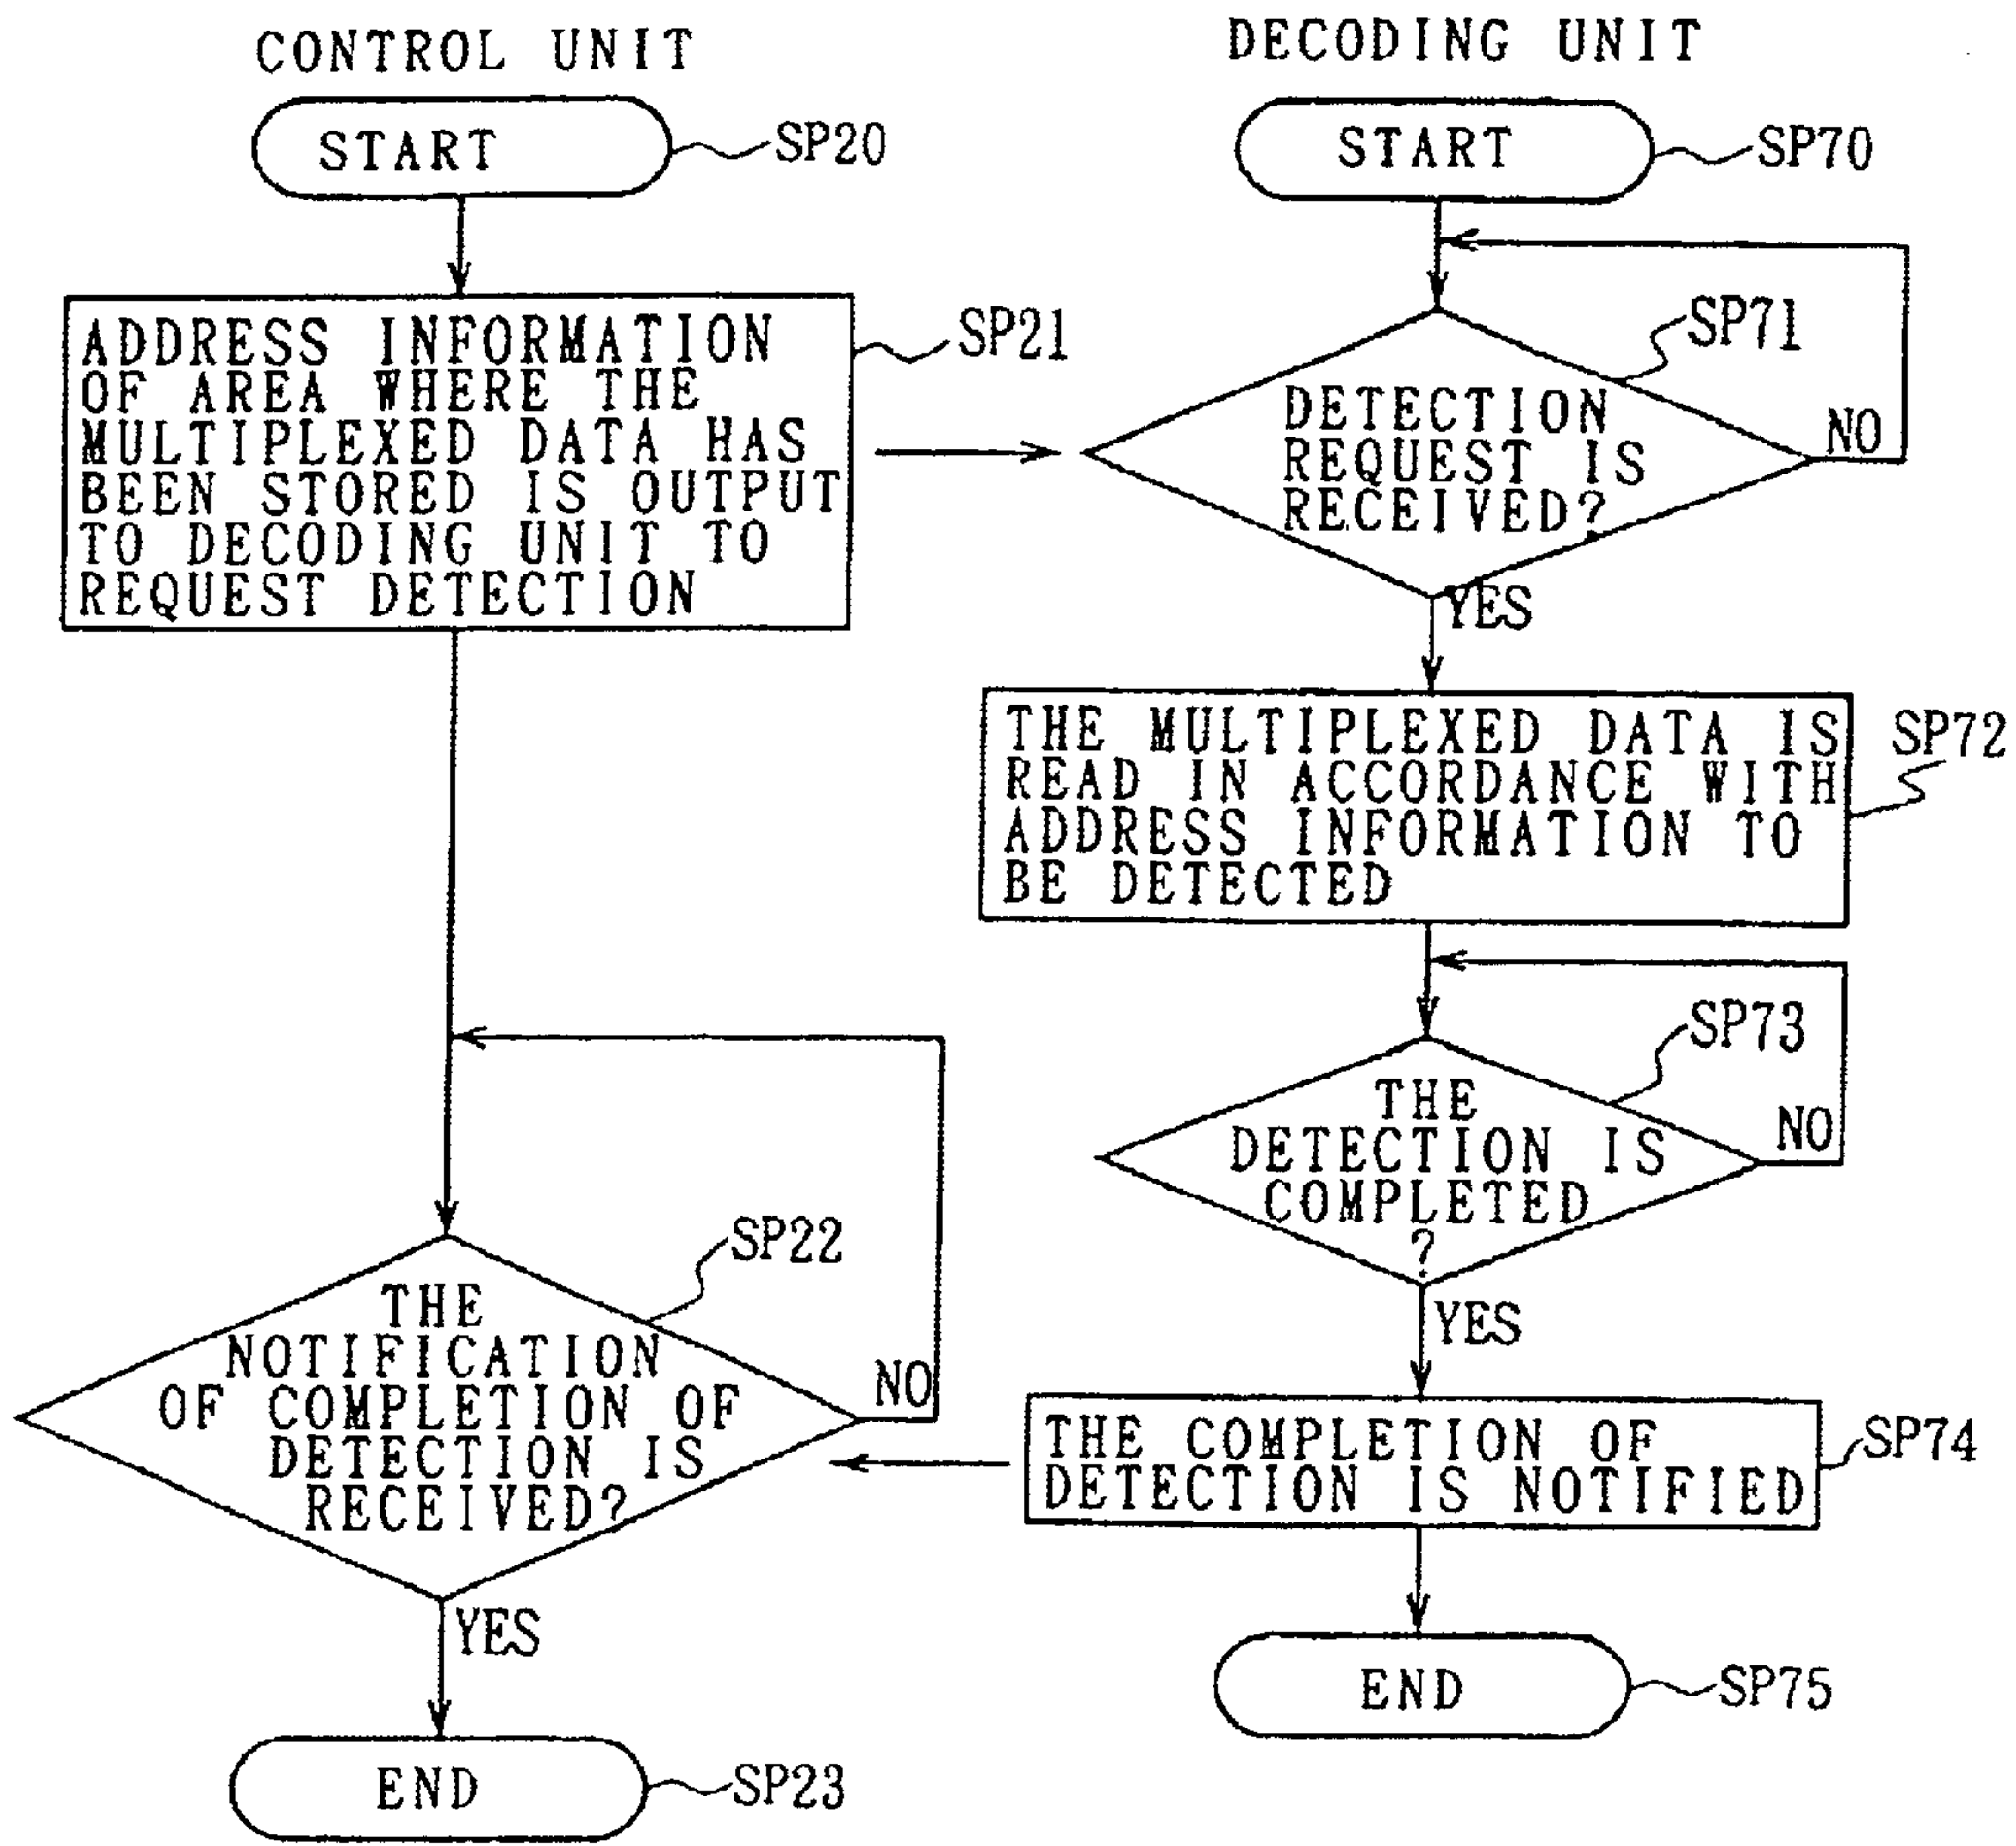 CONTROL UNIT
START
SP20
ADDRESS INFORMATION
OF AREA WHERE THE
MULTIPLEXED DATA HAS
BEEN STORED IS OUTPUT
TO DECODING UNIT TO
REQUEST DETECTION
SP21
THE
NOTIFICATION
OF COMPLETION OF
DETECTION IS
RECEIVED?
SP22
NO
YES
END
SP23
DECODING UNIT
START
SP70
DETECTION
REQUEST IS
RECEIVED?
SP71
NO
YES
THE MULTIPLEXED DATA IS
READ IN ACCORDANCE WITH
ADDRESS INFORMATION TO
BE DETECTED
SP72
THE
DETECTION IS
COMPLETED
?
SP73
NO
YES
THE COMPLETION OF
DETECTION IS NOTIFIED
SP74
END
SP75